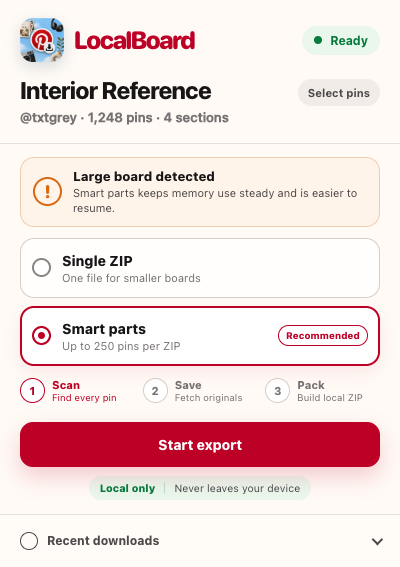 LocalBoard
Ready
Interior Reference
Select pins
@txtgrey · 1,248 pins · 4 sections
Large board detected
Smart parts keeps memory use steady and is easier to
resume.
Single ZIP
One file for smaller boards
Smart parts
Up to 250 pins per ZIP
Recommended
1 Scan
Find every pin
2 Save
Fetch originals
3 Pack
Build local ZIP
Start export
Local only | Never leaves your device
Recent downloads